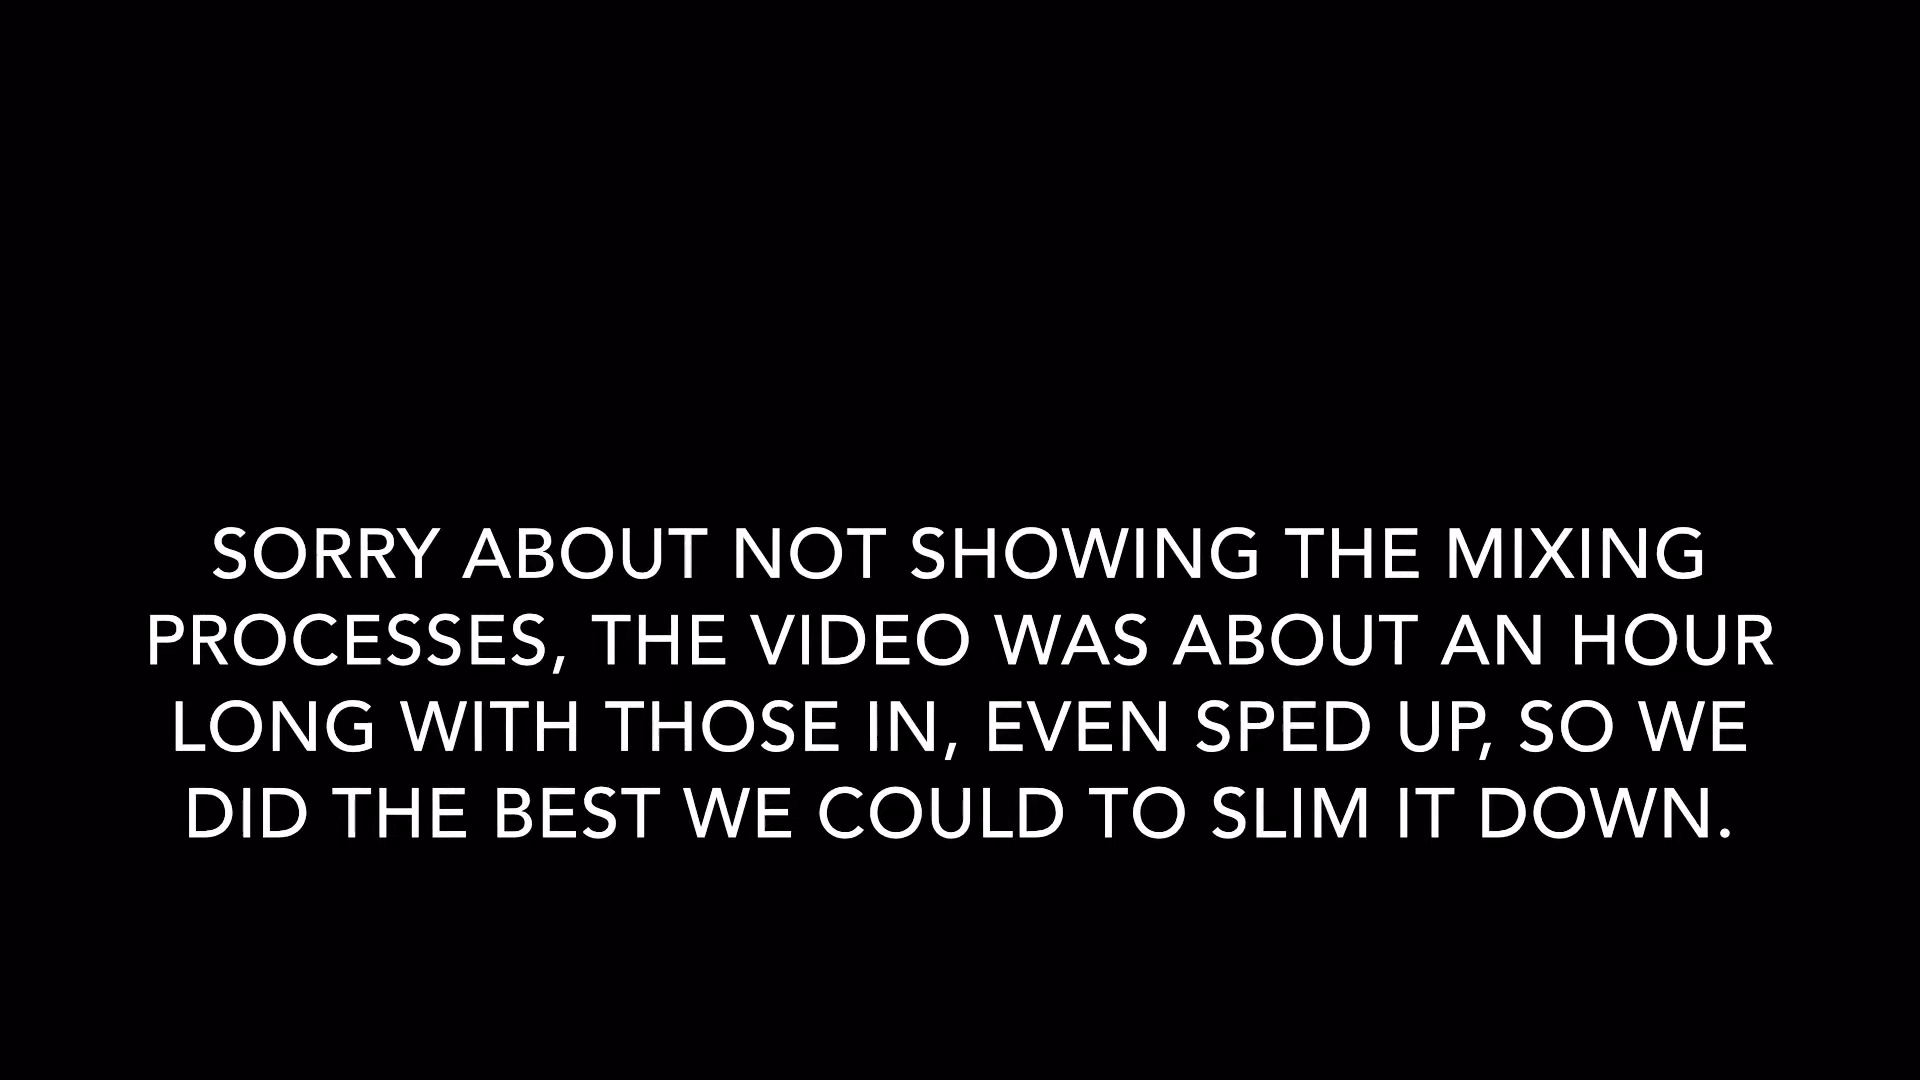 SORRY ABOUT NOT SHOWING THE MIXING
PROCESSES, THE VIDEO WAS ABOUT AN HOUR
LONG WITH THOSE IN, EVEN SPED UP, SO WE
DID THE BEST WE COULD TO SLIM IT DOWN.